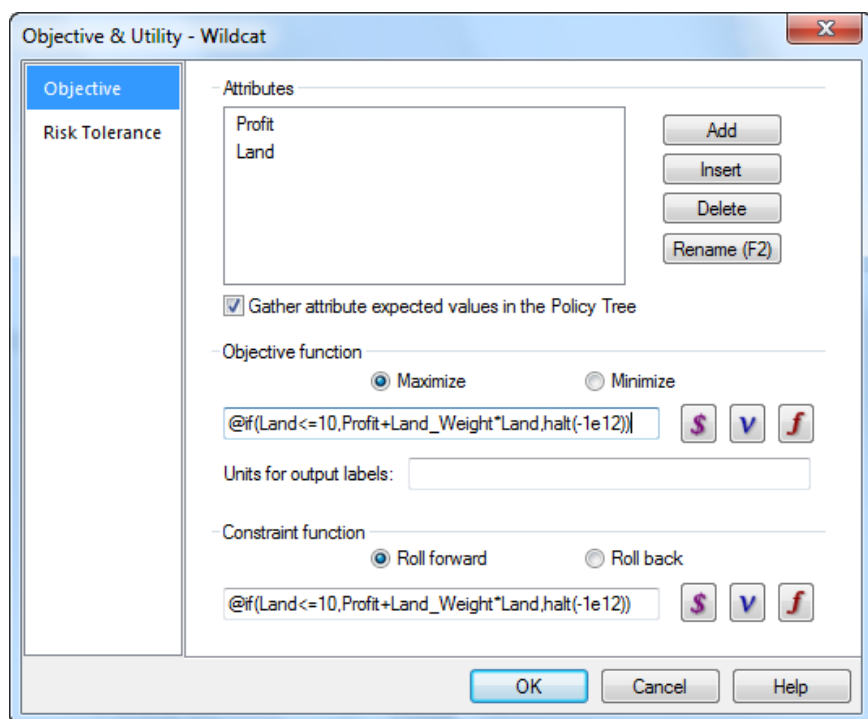 Objective & Utility - Wildcat
X
Objective
Risk Tolerance
Attributes
Profit
Land
Add
Insert
Delete
Rename (F2)
Gather attribute expected values in the Policy Tree
Objective function
Maximize Minimize
@if(Land<=10,Profit+Land_Weight*Land,halt(-1e12)) $ v f
Units for output labels:
Constraint function
Roll forward Roll back
@if(Land<=10,Profit+Land_Weight*Land,halt(-1e12)) $ v f
OK Cancel Help